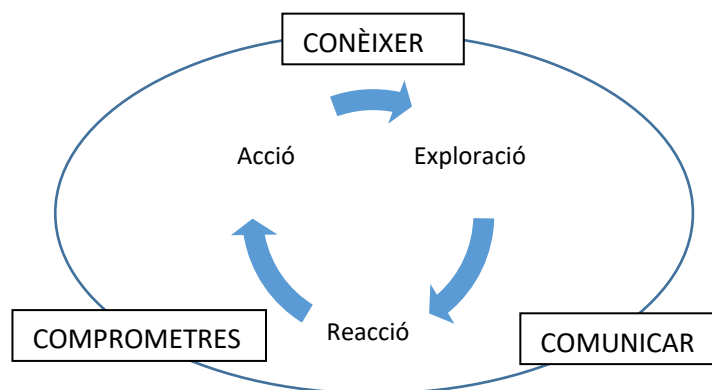 CONÈIXER
Acció
Exploració
Reacció
COMPROMETRES
COMUNICAR